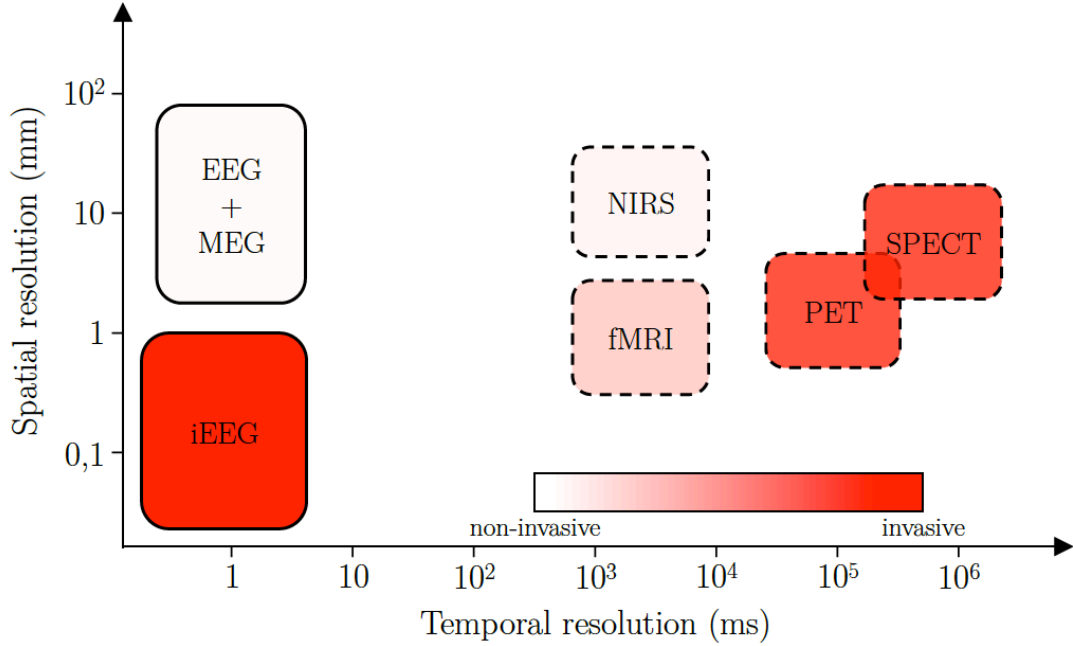 Spatial resolution (mm)
10²
10
1
0,1
EEG
+
MEG
iEEG
NIRS
fMRI
PET
SPECT
non-invasive
invasive
1
10
10²
10³
10⁴
10⁵
10⁶
Temporal resolution (ms)